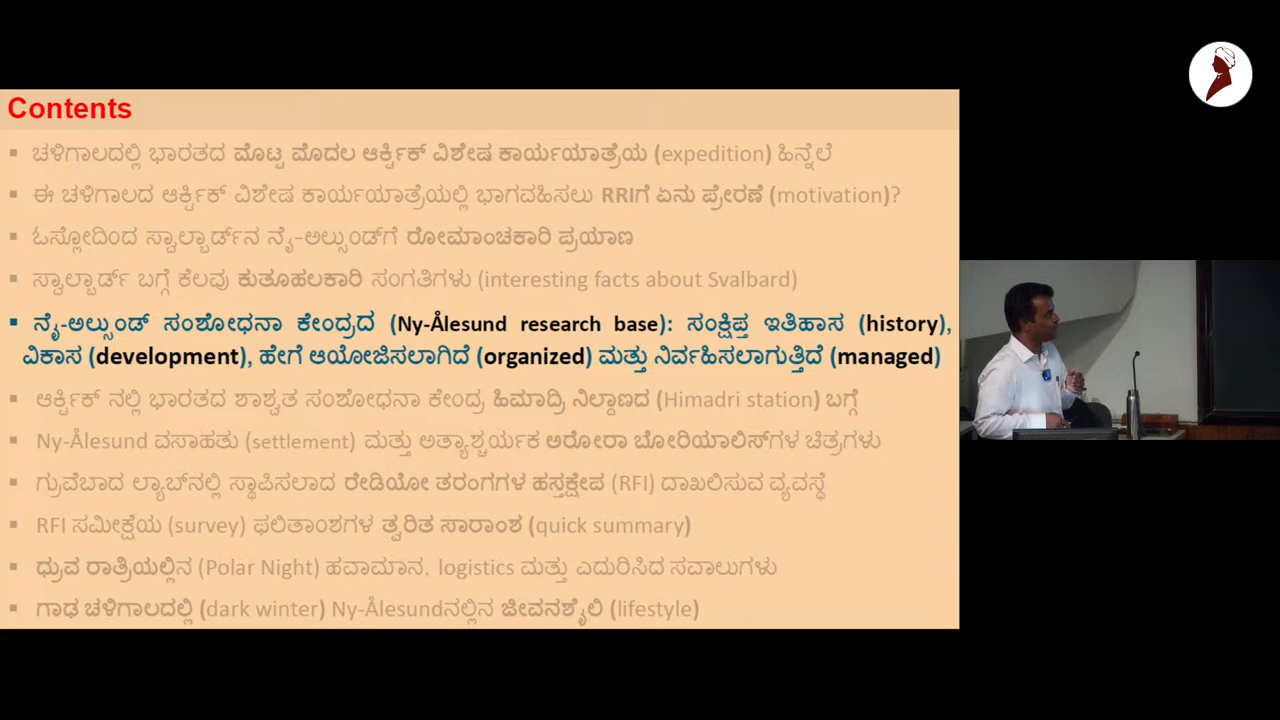 Contents
▪ ಚಳಿಗಾಲದಲ್ಲಿ ಭಾರತದ ಮೊಟ್ಟ ಮೊದಲ ಆರ್ಕ್ಟಿಕ್ ವಿಶೇಷ ಕಾರ್ಯಯಾತ್ರೆಯ (expedition) ಹಿನ್ನೆಲೆ
▪ ಈ ಚಳಿಗಾಲದ ಆರ್ಕ್ಟಿಕ್ ವಿಶೇಷ ಕಾರ್ಯಯಾತ್ರೆಯಲ್ಲಿ ಭಾಗವಹಿಸಲು RRIಗೆ ಏನು ಪ್ರೇರಣೆ (motivation)?
▪ ಓಸ್ಲೋದಿಂದ ಸ್ವಾಲ್ಬಾರ್ಡ್‌ನ ನೈ-ಅಲ್ಸುಂಡ್‌ಗೆ ರೋಮಾಂಚಕಾರಿ ಪ್ರಯಾಣ
▪ ಸ್ವಾಲ್ಬಾರ್ಡ್ ಬಗ್ಗೆ ಕೆಲವು ಕುತೂಹಲಕಾರಿ ಸಂಗತಿಗಳು (interesting facts about Svalbard)
▪ ನೈ-ಅಲ್ಸುಂಡ್ ಸಂಶೋಧನಾ ಕೇಂದ್ರದ (Ny-Ålesund research base): ಸಂಕ್ಷಿಪ್ತ ಇತಿಹಾಸ (history),
ವಿಕಾಸ (development), ಹೇಗೆ ಆಯೋಜಿಸಲಾಗಿದೆ (organized) ಮತ್ತು ನಿರ್ವಹಿಸಲಾಗುತ್ತಿದೆ (managed)
▪ ಆರ್ಕ್ಟಿಕ್ ನಲ್ಲಿ ಭಾರತದ ಶಾಶ್ವತ ಸಂಶೋಧನಾ ಕೇಂದ್ರ ಹಿಮಾದ್ರಿ ನಿಲ್ದಾಣದ (Himadri station) ಬಗ್ಗೆ
▪ Ny-Ålesund ವಸಾಹತು (settlement) ಮತ್ತು ಅತ್ಯಾಶ್ಚರ್ಯಕ ಅರೋರಾ ಬೋರಿಯಾಲಿಸ್‌ಗಳ ಚಿತ್ರಗಳು
▪ ಗ್ರುವೆಬಾದ ಲ್ಯಾಬ್‌ನಲ್ಲಿ ಸ್ಥಾಪಿಸಲಾದ ರೇಡಿಯೋ ತರಂಗಗಳ ಹಸ್ತಕ್ಷೇಪ (RFI) ದಾಖಲಿಸುವ ವ್ಯವಸ್ಥೆ
▪ RFI ಸಮೀಕ್ಷೆಯ (survey) ಫಲಿತಾಂಶಗಳ ತ್ವರಿತ ಸಾರಾಂಶ (quick summary)
▪ ಧ್ರುವ ರಾತ್ರಿಯಲ್ಲಿನ (Polar Night) ಹವಾಮಾನ, logistics ಮತ್ತು ಎದುರಿಸಿದ ಸವಾಲುಗಳು
▪ ಗಾಢ ಚಳಿಗಾಲದಲ್ಲಿ (dark winter) Ny-Ålesundನಲ್ಲಿನ ಜೀವನಶೈಲಿ (lifestyle)